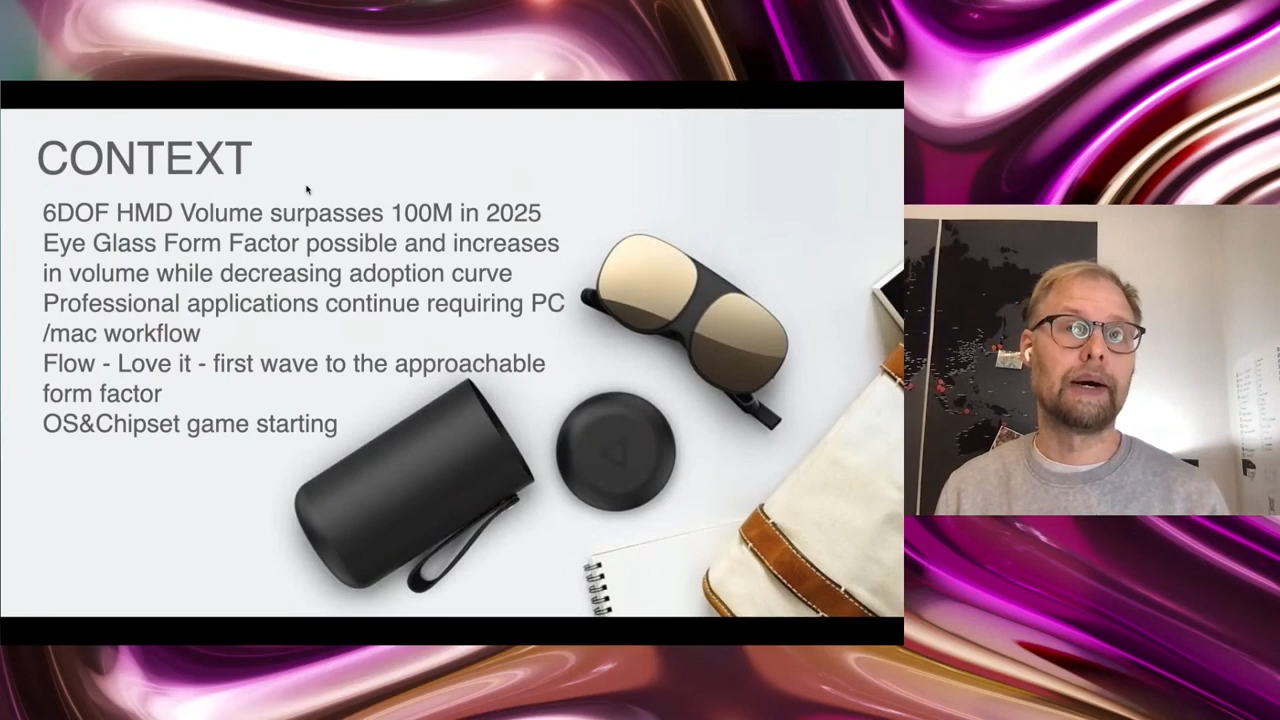 CONTEXT
6DOF HMD Volume surpasses 100M in 2025
Eye Glass Form Factor possible and increases
in volume while decreasing adoption curve
Professional applications continue requiring PC
/mac workflow
Flow - Love it - first wave to the approachable
form factor
OS&Chipset game starting